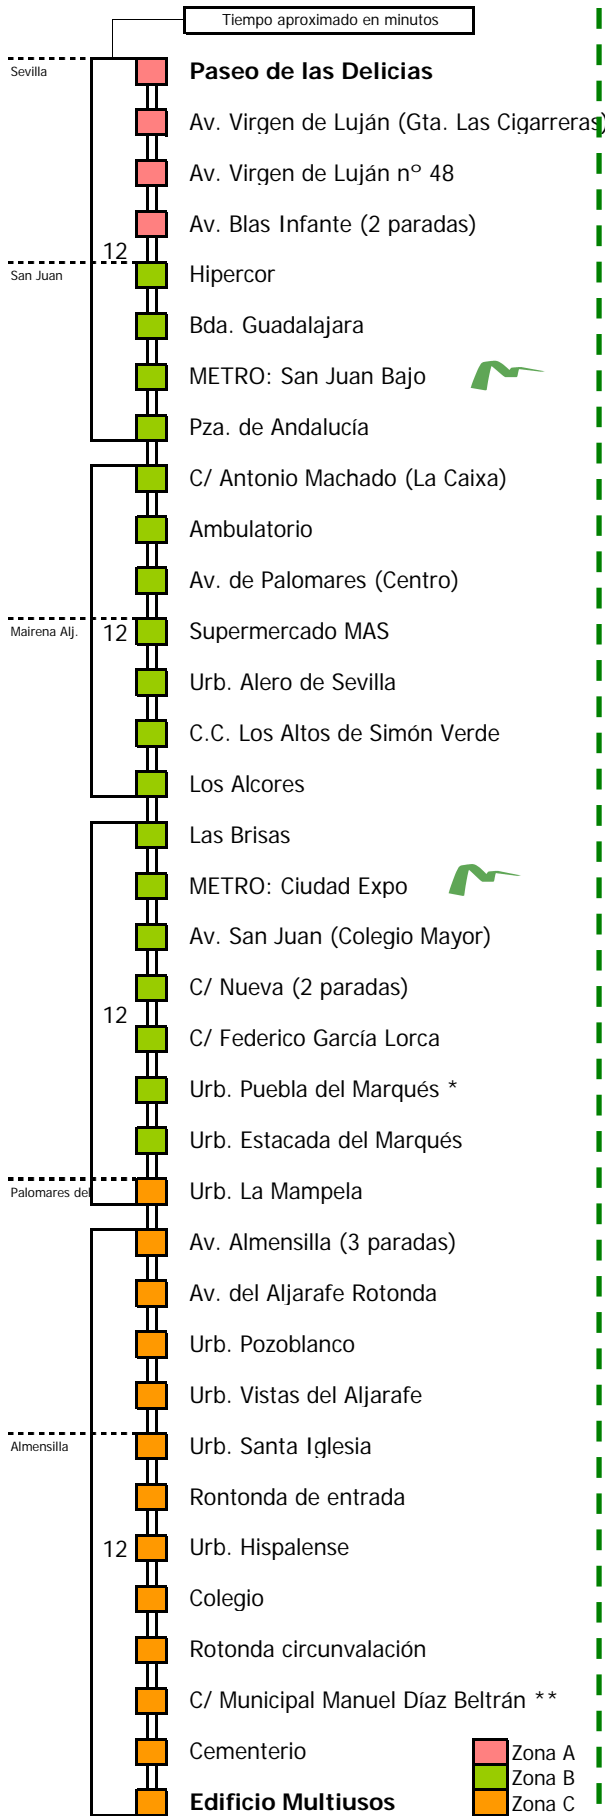 Tiempo aproximado en minutos
Sevilla
Paseo de las Delicias
Av. Virgen de Luján (Gta. Las Cigarreras)
Av. Virgen de Luján nº 48
Av. Blas Infante (2 paradas)
12
San Juan
Hipercor
Bda. Guadalajara
METRO: San Juan Bajo
Pza. de Andalucía
C/ Antonio Machado (La Caixa)
Ambulatorio
Av. de Palomares (Centro)
Mairena Alj.
12
Supermercado MAS
Urb. Alero de Sevilla
C.C. Los Altos de Simón Verde
Los Alcores
Las Brisas
METRO: Ciudad Expo
Av. San Juan (Colegio Mayor)
C/ Nueva (2 paradas)
12
C/ Federico García Lorca
Urb. Puebla del Marqués *
Urb. Estacada del Marqués
Palomares del
Urb. La Mampela
Av. Almensilla (3 paradas)
Av. del Aljarafe Rotonda
Urb. Pozoblanco
Urb. Vistas del Aljarafe
Almensilla
Urb. Santa Iglesia
Rontonda de entrada
12
Urb. Hispalense
Colegio
Rotonda circunvalación
C/ Municipal Manuel Díaz Beltrán **
Cementerio
Edificio Multiusos
Zona A
Zona B
Zona C